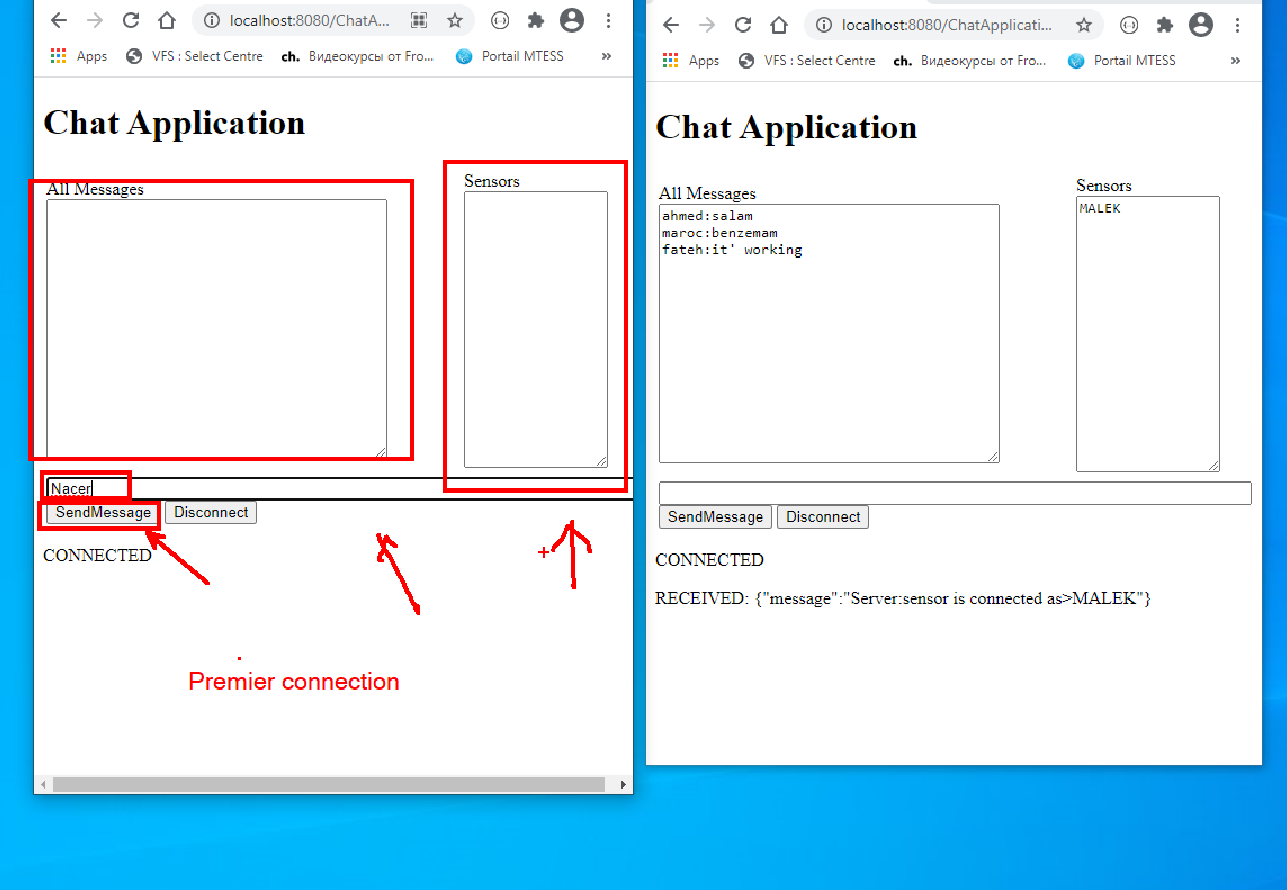 localhost:8080/ChatA...
Apps VFS : Select Centre ch. Видеокурсы от Fro... Portail MTESS »
Chat Application
All Messages
Sensors
Nacer
SendMessage Disconnect
CONNECTED
Premier connection
localhost:8080/ChatApplicati...
Apps VFS : Select Centre ch. Видеокурсы от Fro... Portail MTESS »
Chat Application
All Messages
ahmed:salam
maroc:benzemam
fateh:it' working
Sensors
MALEK
SendMessage Disconnect
CONNECTED
RECEIVED: {"message":"Server:sensor is connected as>MALEK"}